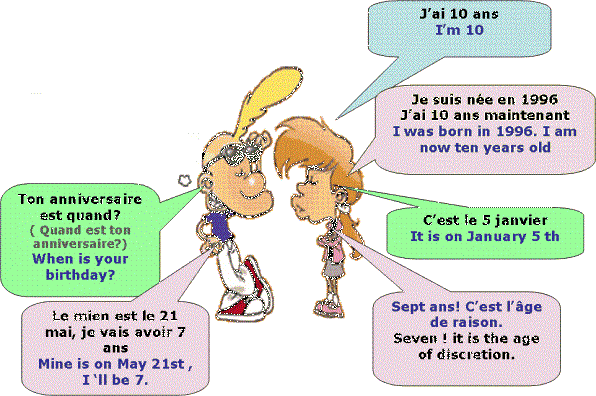 J'ai 10 ans
I'm 10
Je suis née en 1996
J'ai 10 ans maintenant
I was born in 1996. I am
now ten years old
Ton anniversaire
est quand?
( Quand est ton
anniversaire?)
When is your
birthday?
C'est le 5 janvier
It is on January 5 th
Le mien est le 21
mai, je vais avoir 7
ans
Mine is on May 21st ,
I 'll be 7.
Sept ans! C'est l'âge
de raison.
Seven ! it is the age
of discretion.